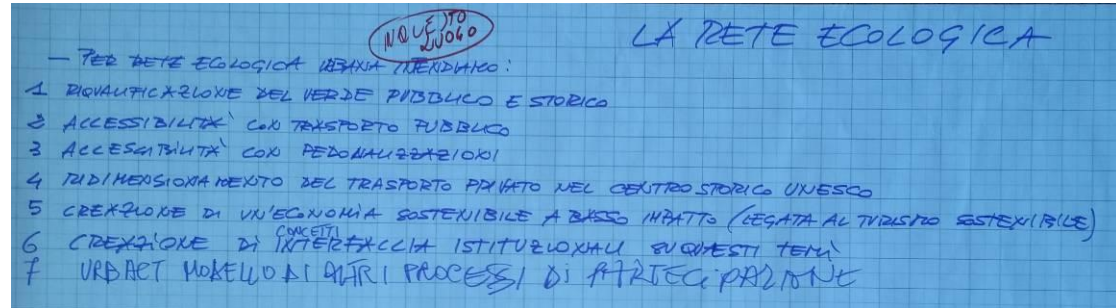 IN QUESTO
LUOGO
LA RETE ECOLOGICA
— PER RETE ECOLOGICA URBANA INTENDIAMO:
1 RIQUALIFICAZIONE DEL VERDE PUBBLICO E STORICO
2 ACCESSIBILITA' CON TRASPORTO PUBBLICO
3 ACCESSIBILITÀ CON PEDONALIZZAZIONI
4 RIDIMENSIONAMENTO DEL TRASPORTO PRIVATO NEL CENTRO STORICO UNESCO
5 CREAZIONE DI UN'ECONOMIA SOSTENIBILE A BASSO IMPATTO (LEGATA AL TURISMO SOSTENIBILE)
CONCETTI
6 CREAZIONE DI INTERFACCIA ISTITUZIONALI SU QUESTI TEMI
7 URBACT MODELLO DI ALTRI PROCESSI DI PARTECIPAZIONE